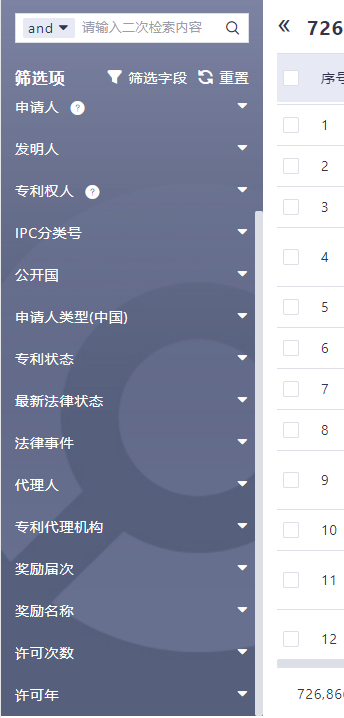 and 请输入二次检索内容
筛选项 筛选字段 重置
申请人 ?
发明人
专利权人 ?
IPC分类号
公开国
申请人类型(中国)
专利状态
最新法律状态
法律事件
代理人
专利代理机构
奖励届次
奖励名称
许可次数
许可年
« 726
序号
1
2
3
4
5
6
7
8
9
10
11
12